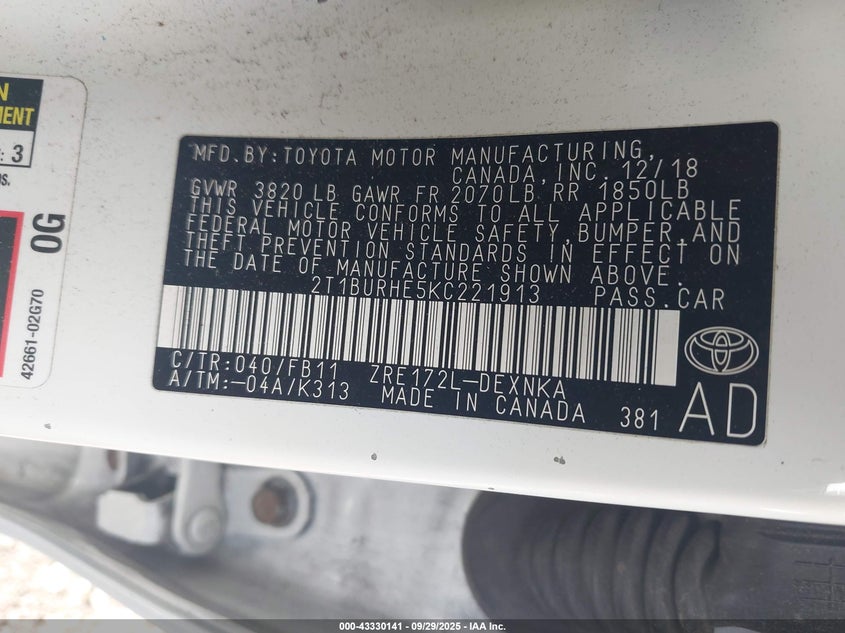 N
MENT
: 3
NS.
0G
42661-02G70
MFD.BY:TOYOTA MOTOR MANUFACTURING,
CANADA,INC. 12/18
GVWR 3820 LB GAWR FR 2070LB RR 1850LB
THIS VEHICLE CONFORMS TO ALL APPLICABLE
FEDERAL MOTOR VEHICLE SAFETY,BUMPER,AND
THEFT PREVENTION STANDARDS IN EFFECT ON
THE DATE OF MANUFACTURE SHOWN ABOVE.
2T1BURHE5KC221913 PASS.CAR
C/TR:040/FB11 ZRE172L-DEXNKA
A/TM:-04A/K313 MADE IN CANADA 381
AD
000-43330141 - 09/29/2025 - IAA Inc.